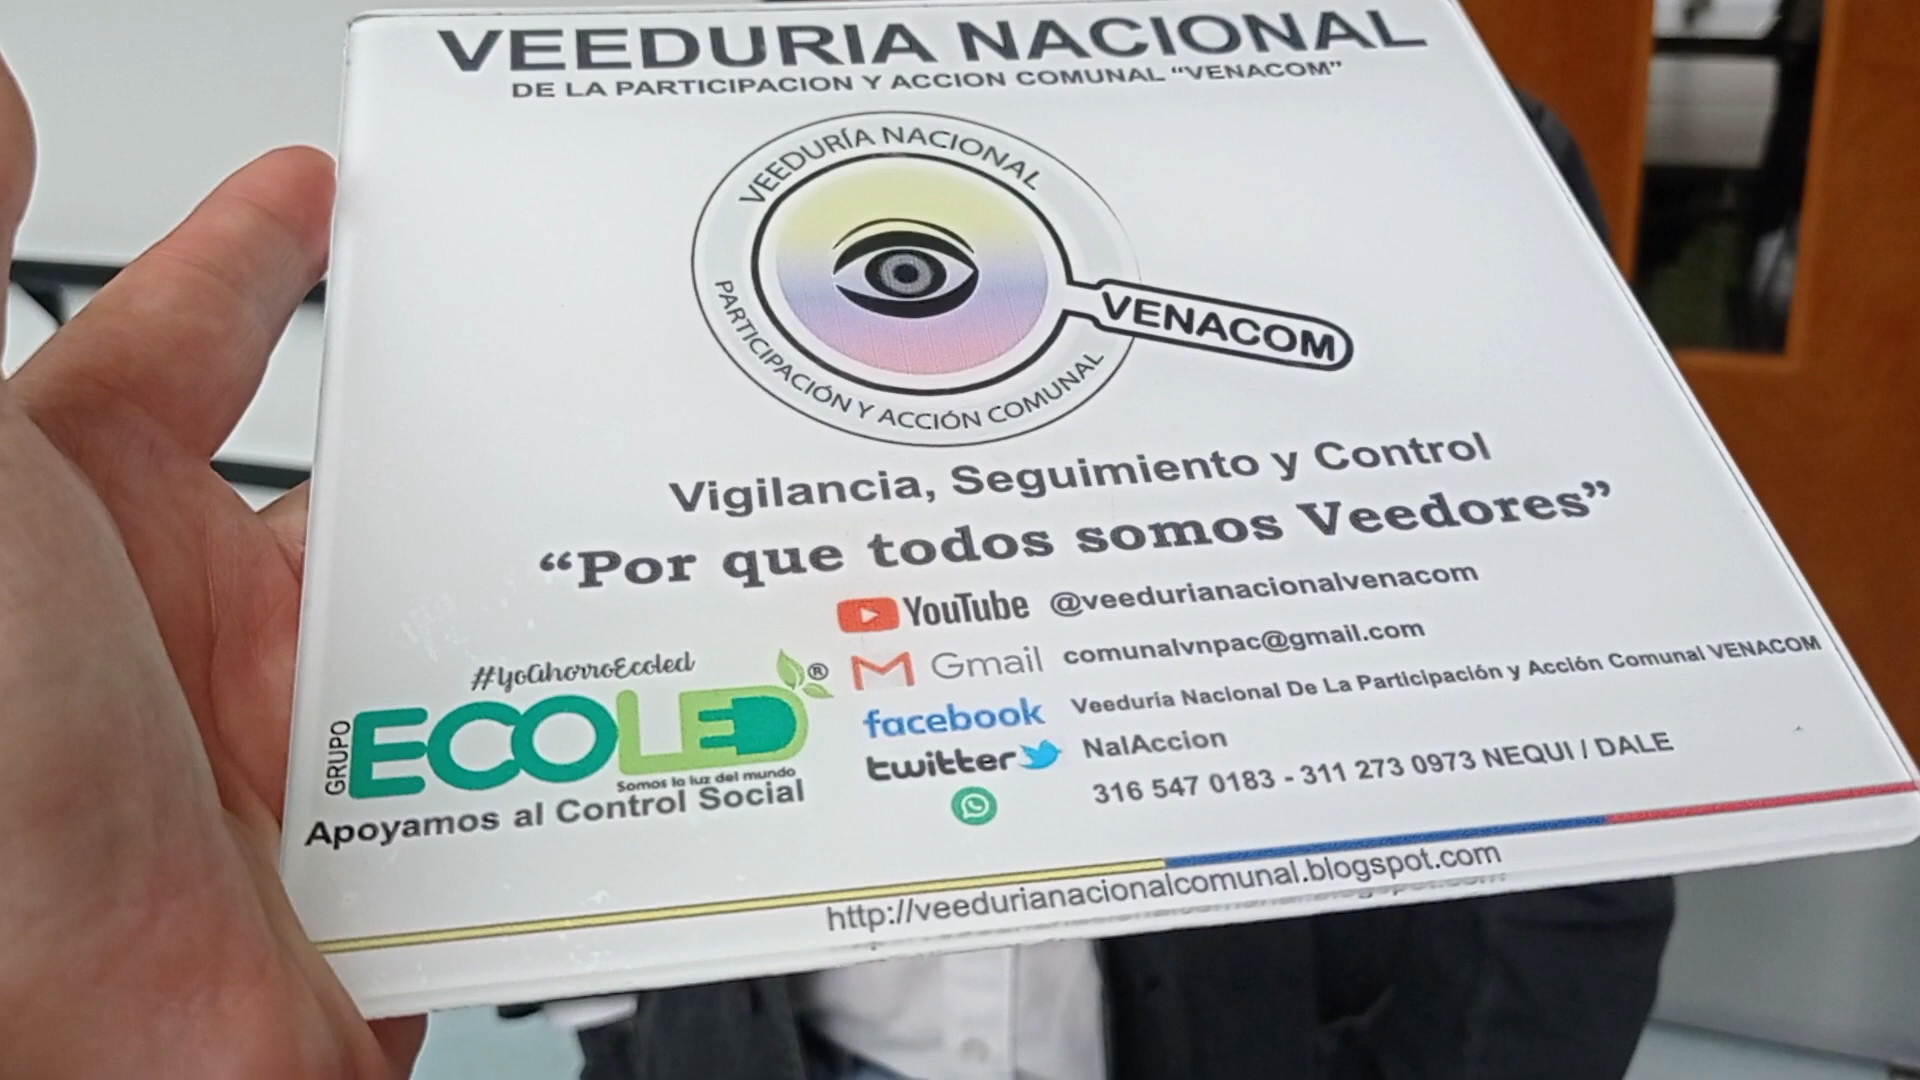 VEEDURIA NACIONAL
DE LA PARTICIPACION Y ACCION COMUNAL “VENACOM”
VEEDURÍA NACIONAL
PARTICIPACIÓN Y ACCIÓN COMUNAL
VENACOM
Vigilancia, Seguimiento y Control
“Por que todos somos Veedores”
YouTube @veedurianacionalvenacom
Gmail comunalvnpac@gmail.com
facebook Veeduría Nacional De La Participación y Acción Comunal VENACOM
twitter NalAccion
316 547 0183 - 311 273 0973 NEQUI / DALE
#YoAhorroEcoled
GRUPO
ECOLED®
Somos la luz del mundo
Apoyamos al Control Social
http://veedurianacionalcomunal.blogspot.com